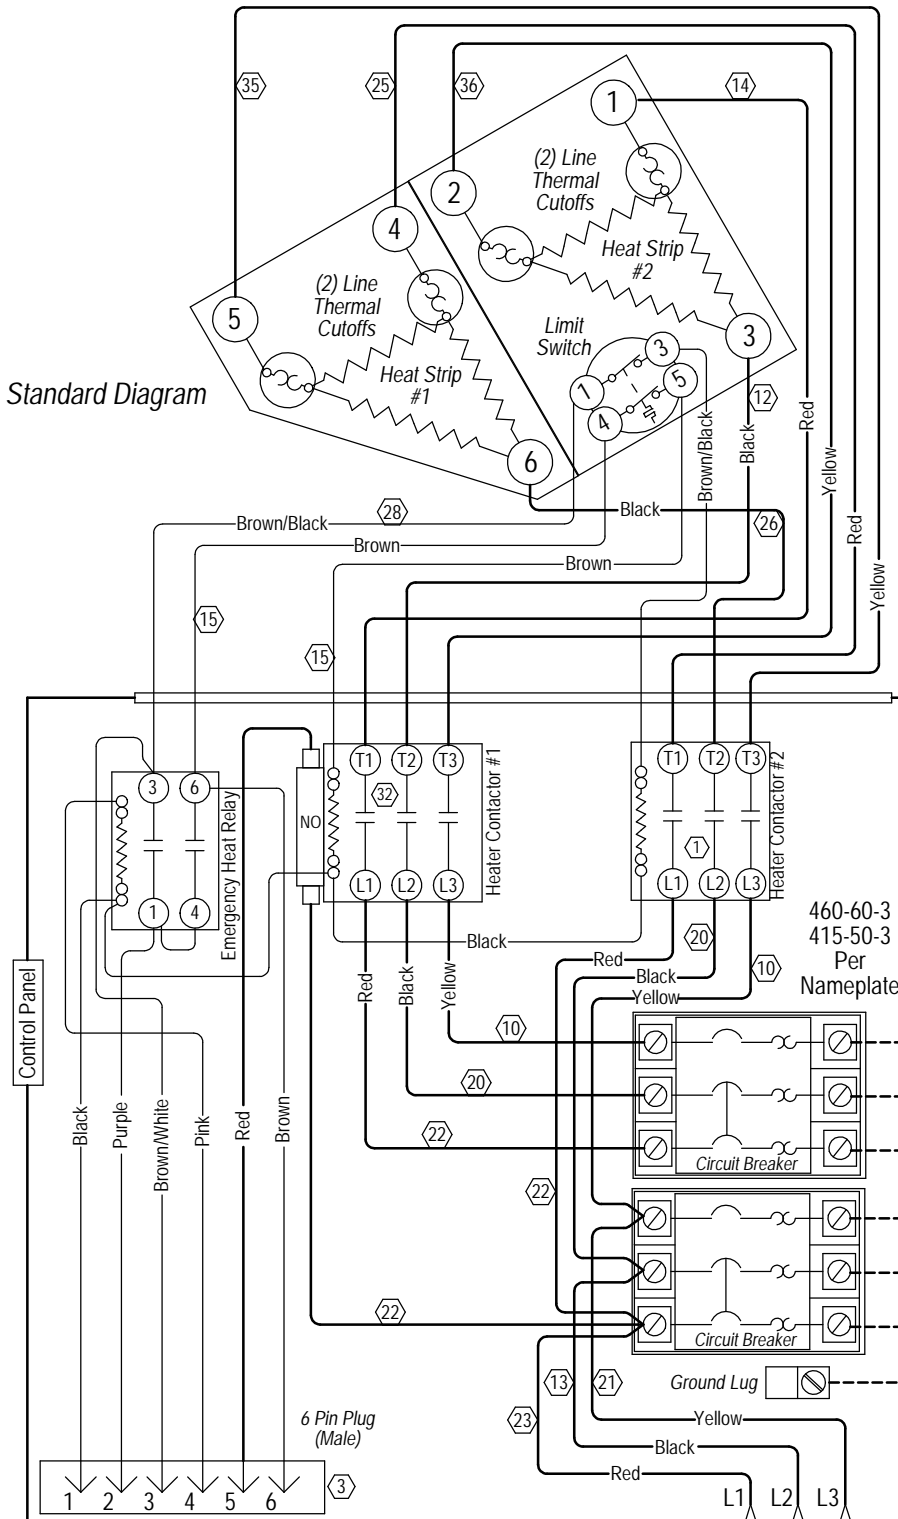 35
25
36
14
1
(2) Line
Thermal
Cutoffs
2
4
Heat Strip
#2
(2) Line
Thermal
Cutoffs
5
Limit
Switch
3
3
1
5
4
Heat Strip
#1
Standard Diagram
12
Red
Black
Brown/Black
Yellow
6
Black
28
Brown/Black
26
Red
Brown
Brown
Yellow
15
15
T1
T2
T3
T1
T2
T3
3
6
32
NO
Heater Contactor #1
Heater Contactor #2
Emergency Heat Relay
1
L1
L2
L3
L1
L2
L3
1
4
460-60-3
415-50-3
Per
Nameplate
Black
20
Red
Black
Yellow
10
Red
Black
Yellow
Control Panel
10
20
22
Circuit Breaker
Black
Purple
Brown/White
Pink
Red
Brown
22
22
Circuit Breaker
Ground Lug
13
21
23
6 Pin Plug
(Male)
Yellow
Black
Red
1
2
3
4
5
6
3
L1
L2
L3